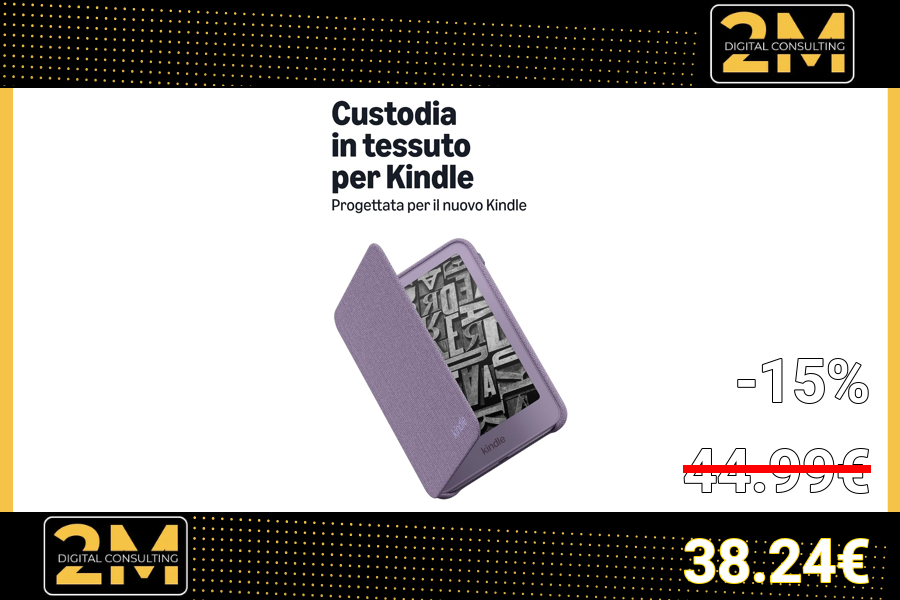 2M
DIGITAL CONSULTING
Custodia
in tessuto
per Kindle
Progettata per il nuovo Kindle
kindle
kindle
-15%
44.99€
2M
DIGITAL CONSULTING
38.24€